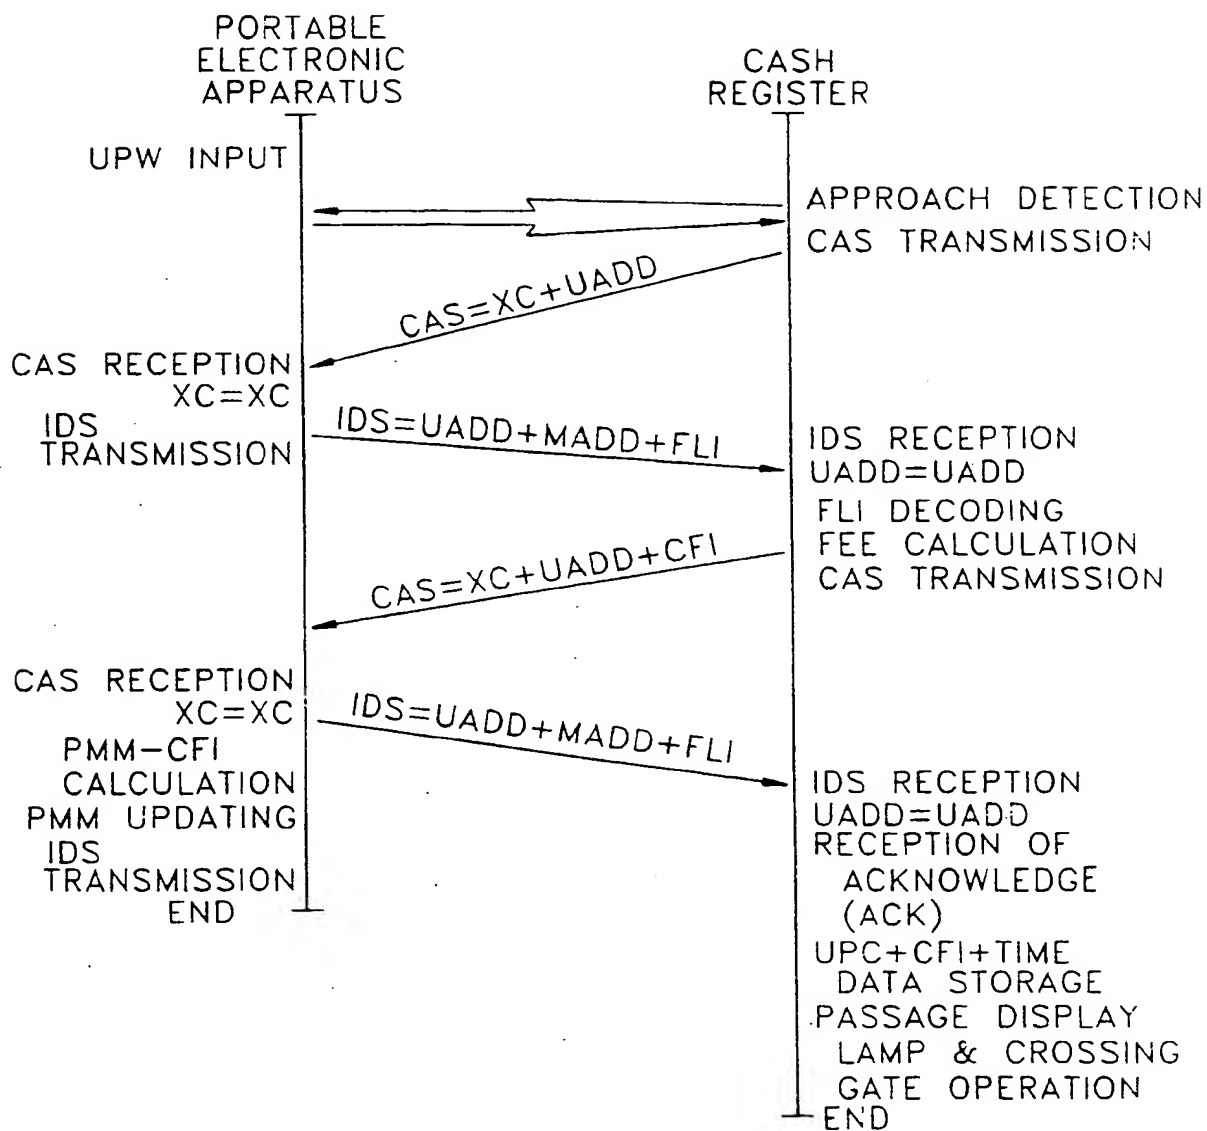 PORTABLE
ELECTRONIC
APPARATUS
CASH
REGISTER
UPW INPUT
APPROACH DETECTION
CAS TRANSMISSION
CAS=XC+UADD
CAS RECEPTION
XC=XC
IDS
TRANSMISSION
IDS=UADD+MADD+FLI
IDS RECEPTION
UADD=UADD
FLI DECODING
FEE CALCULATION
CAS TRANSMISSION
CAS=XC+UADD+CFI
CAS RECEPTION
XC=XC
IDS=UADD+MADD+FLI
PMM-CFI
CALCULATION
PMM UPDATING
IDS
TRANSMISSION
END
IDS RECEPTION
UADD=UADD
RECEPTION OF
ACKNOWLEDGE
(ACK)
UPC+CFI+TIME
DATA STORAGE
PASSAGE DISPLAY
LAMP & CROSSING
GATE OPERATION
END